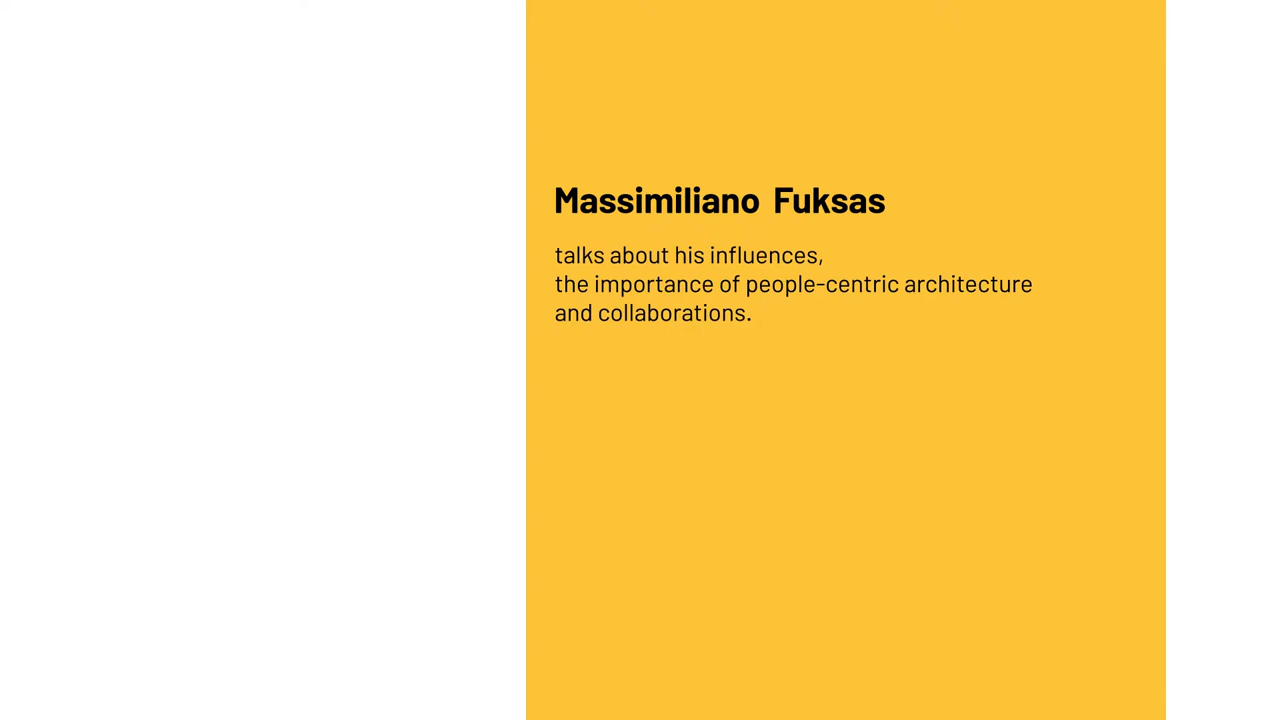 Massimiliano Fuksas
talks about his influences,
the importance of people-centric architecture
and collaborations.